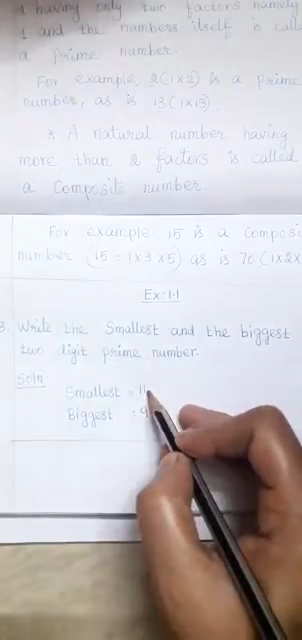 having only two factors namely
1 and the numbers itself is
a prime number.
For example, 2(1×2) is a prime
number, as is 13(1×13)
* A natural number having
more than 2 factors is called
a Composite number.
For example 15 is a
number (15 = 1×3×5) as is 70 (1×2×
Ex:1.1
3. Write the Smallest and the biggest
two digit prime number.
Soln:
Smallest = 11
Biggest = 9